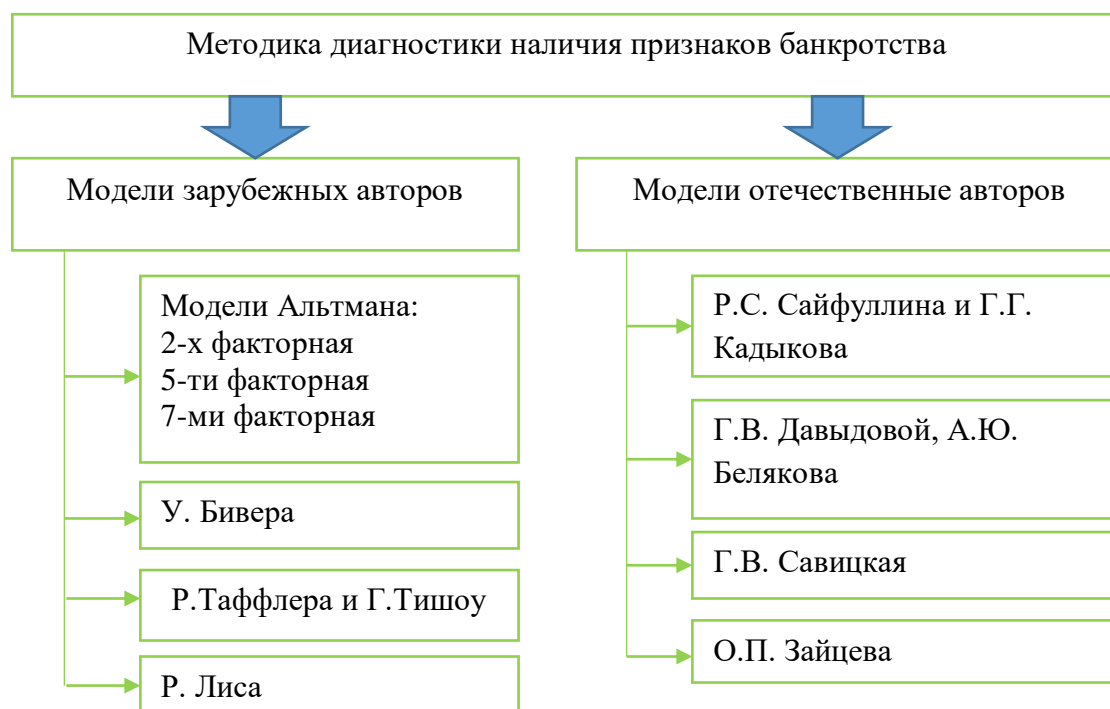 Методика диагностики наличия признаков банкротства
Модели зарубежных авторов
Модели Альтмана:
2-х факторная
5-ти факторная
7-ми факторная
У. Бивера
Р.Таффлера и Г.Тишоу
Р. Лиса
Модели отечественные авторов
Р.С. Сайфуллина и Г.Г.
Кадыкова
Г.В. Давыдовой, А.Ю.
Белякова
Г.В. Савицкая
О.П. Зайцева